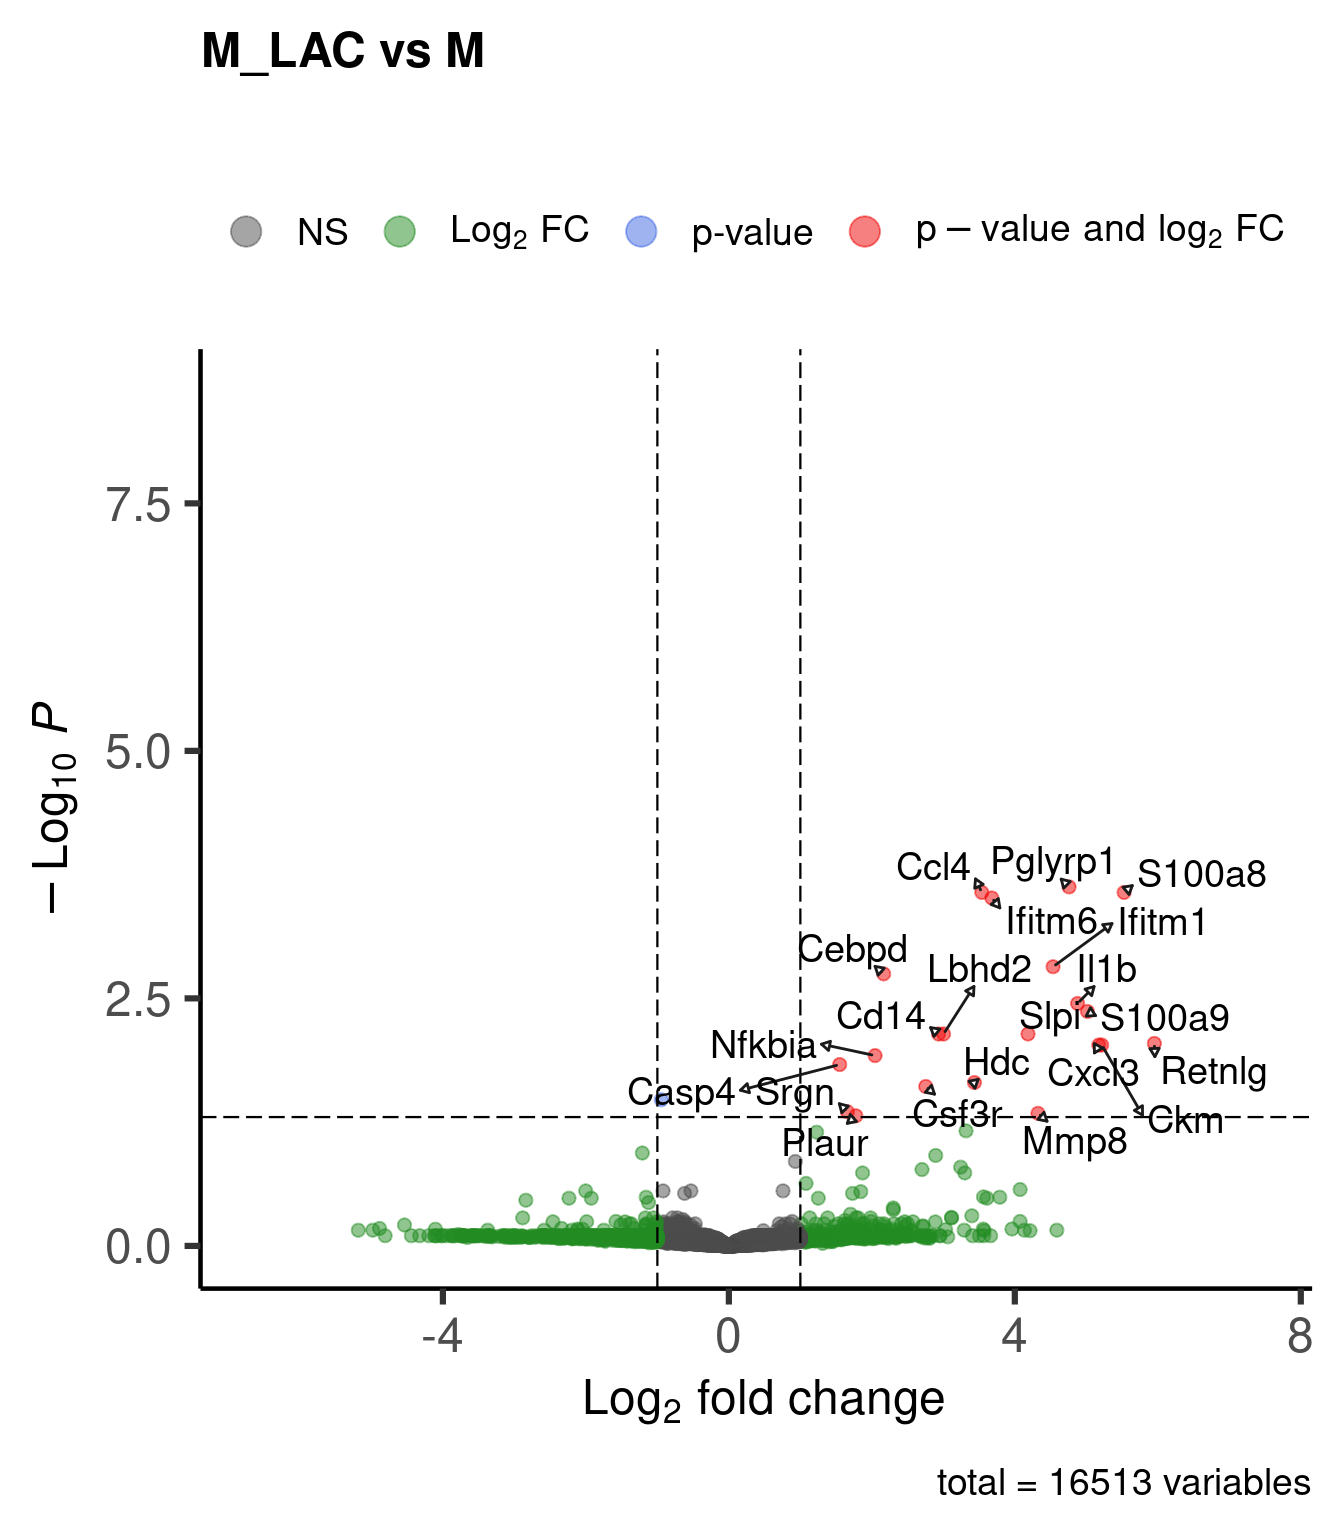 M_LAC vs M
NS Log₂ FC p-value p – value and log₂ FC
– Log₁₀ P
7.5
5.0
2.5
0.0
Ccl4 Pglyrp1 S100a8
Ifitm6 Ifitm1
Cebpd Lbhd2 Il1b
Cd14 Slpi S100a9
Nfkbia Hdc Cxcl3 Retnlg
Casp4 Srgn Csf3r Ckm
Plaur Mmp8
-4 0 4 8
Log₂ fold change
total = 16513 variables